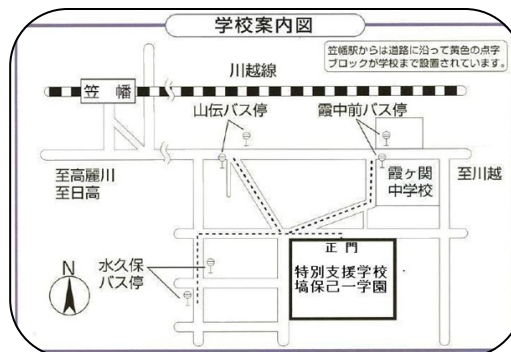 学校案内図
笠幡駅からは道路に沿って黄色の点字
ブロックが学校まで設置されています。
川越線
笠 幡
山伝バス停
霞中前バス停
至高麗川
至日高
霞ヶ関
中学校
至川越
正門
特別支援学校
塙保己一学園
N
水久保
バス停